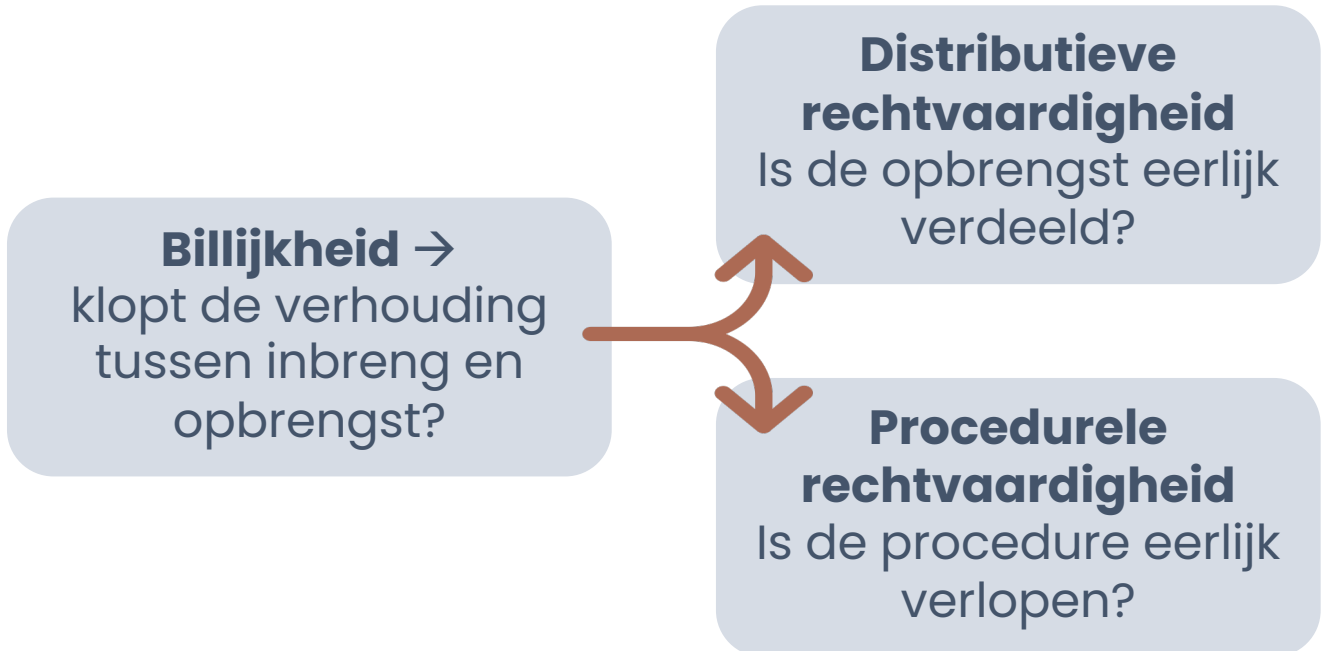 Billijkheid →
klopt de verhouding
tussen inbreng en
opbrengst?
Distributieve
rechtvaardigheid
Is de opbrengst eerlijk
verdeeld?
Procedurele
rechtvaardigheid
Is de procedure eerlijk
verlopen?